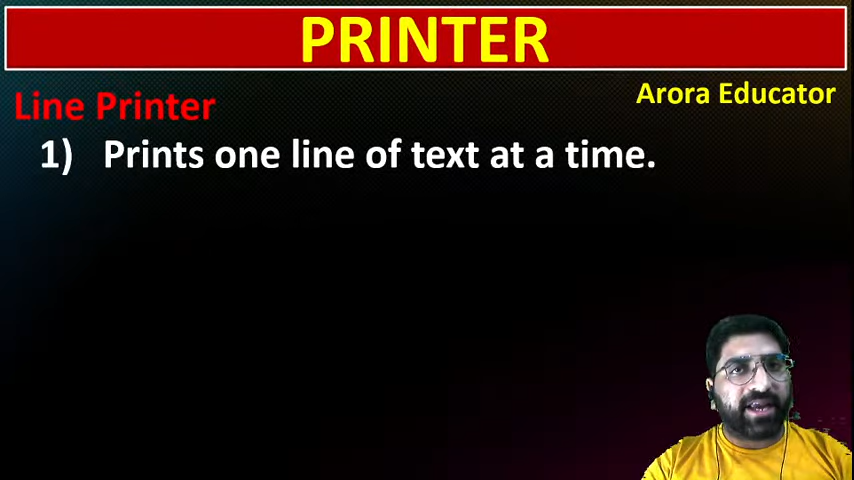 PRINTER
Arora Educator
Line Printer
1) Prints one line of text at a time.